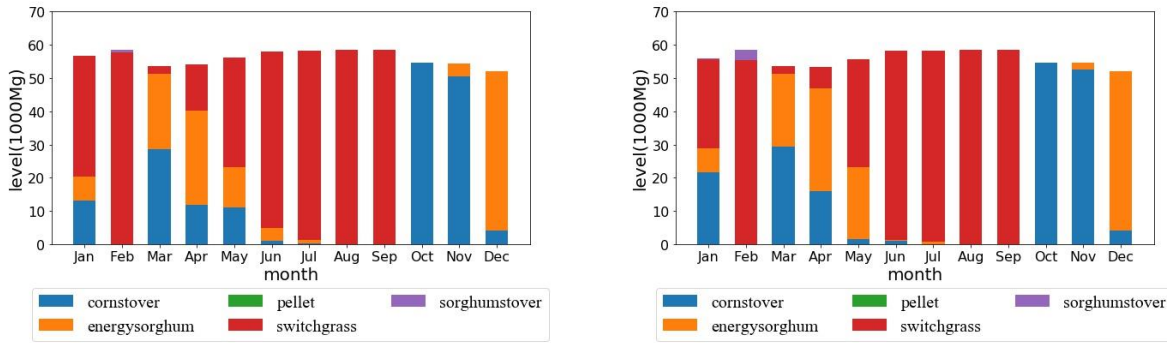 70
60
50
40
30
20
10
0
level(1000Mg)
Jan Feb Mar Apr May Jun Jul Aug Sep Oct Nov Dec
month
cornstover pellet sorghumstover
energysorghum switchgrass
70
60
50
40
30
20
10
0
level(1000Mg)
Jan Feb Mar Apr May Jun Jul Aug Sep Oct Nov Dec
month
cornstover pellet sorghumstover
energysorghum switchgrass